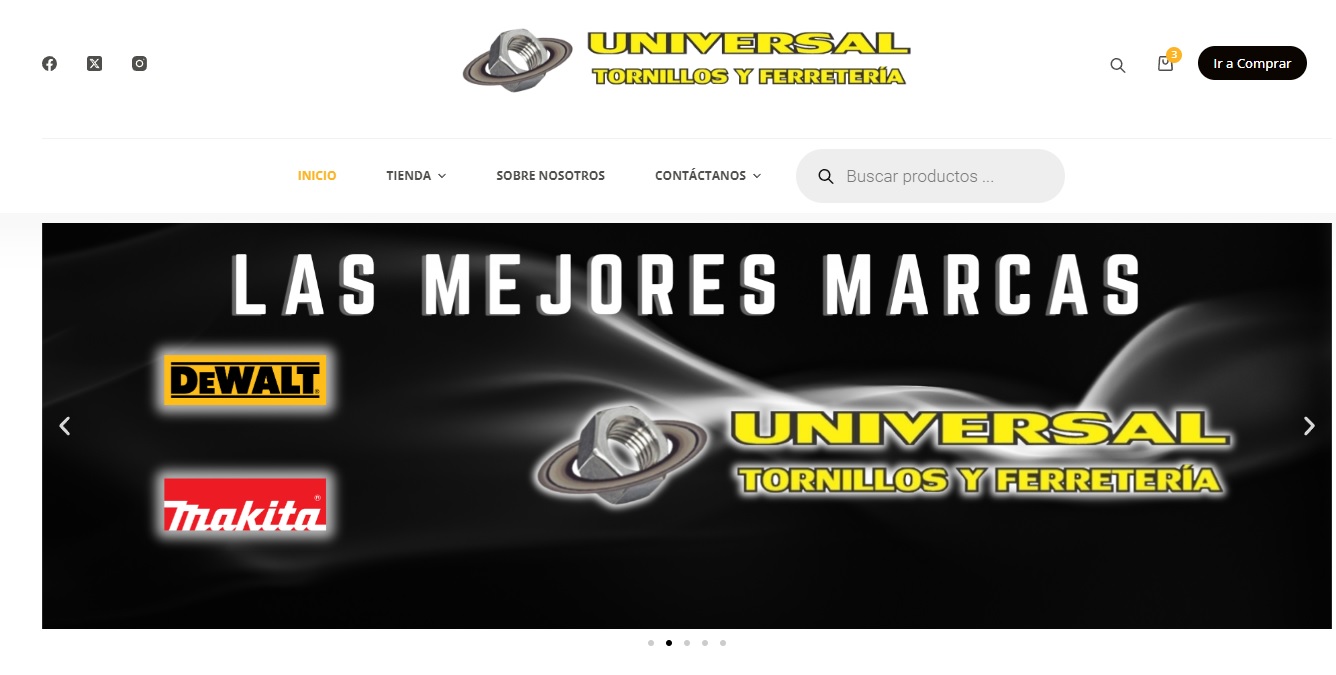 UNIVERSAL
TORNILLOS Y FERRETERÍA
3
Ir a Comprar
INICIO
TIENDA
SOBRE NOSOTROS
CONTÁCTANOS
Buscar productos ...
LAS MEJORES MARCAS
DEWALT
makita®
UNIVERSAL
TORNILLOS Y FERRETERÍA